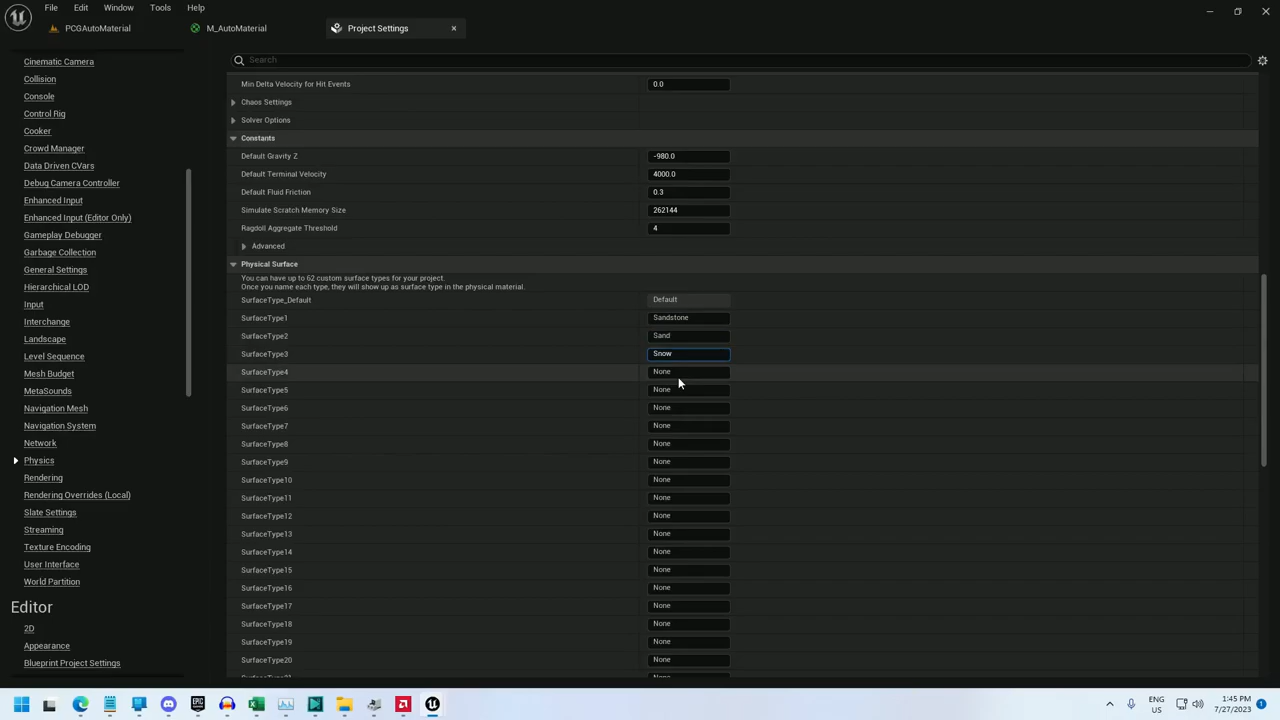 File Edit Window Tools Help
PCGAutoMaterial M_AutoMaterial Project Settings
Cinematic Camera
Collision
Console
Control Rig
Cooker
Crowd Manager
Data Driven CVars
Debug Camera Controller
Enhanced Input
Enhanced Input (Editor Only)
Gameplay Debugger
Garbage Collection
General Settings
Hierarchical LOD
Input
Interchange
Landscape
Level Sequence
Mesh Budget
MetaSounds
Navigation Mesh
Navigation System
Network
Physics
Rendering
Rendering Overrides (Local)
Slate Settings
Streaming
Texture Encoding
User Interface
World Partition
Editor
2D
Appearance
Blueprint Project Settings
Search
Min Delta Velocity for Hit Events 0.0
Chaos Settings
Solver Options
Constants
Default Gravity Z -980.0
Default Terminal Velocity 4000.0
Default Fluid Friction 0.3
Simulate Scratch Memory Size 262144
Ragdoll Aggregate Threshold 4
Advanced
Physical Surface
You can have up to 62 custom surface types for your project.
Once you name each type, they will show up as surface type in the physical material.
SurfaceType_Default Default
SurfaceType1 Sandstone
SurfaceType2 Sand
SurfaceType3 Snow
SurfaceType4 None
SurfaceType5 None
SurfaceType6 None
SurfaceType7 None
SurfaceType8 None
SurfaceType9 None
SurfaceType10 None
SurfaceType11 None
SurfaceType12 None
SurfaceType13 None
SurfaceType14 None
SurfaceType15 None
SurfaceType16 None
SurfaceType17 None
SurfaceType18 None
SurfaceType19 None
SurfaceType20 None
EPIC
ENG
US
1:45 PM
7/27/2023
1